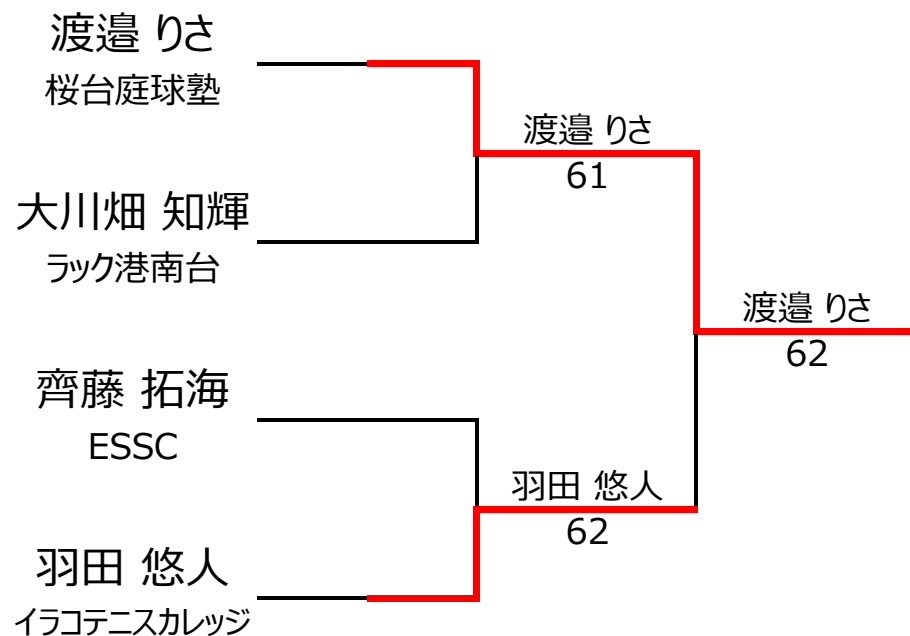 渡邉 りさ
桜台庭球塾
大川畑 知輝
ラック港南台
齊藤 拓海
ESSC
羽田 悠人
イラコテニスカレッジ
渡邉 りさ
61
羽田 悠人
62
渡邉 りさ
62